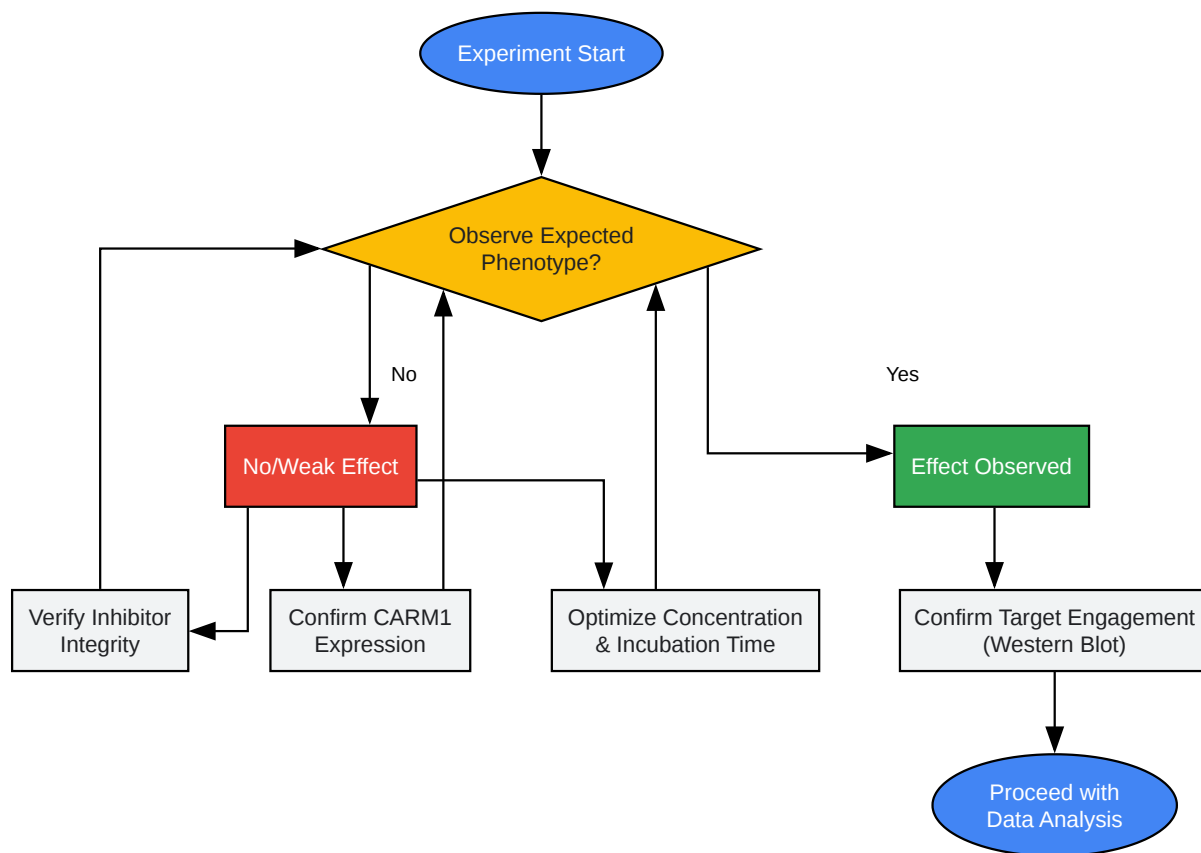 Experiment Start
Observe Expected
Phenotype?
No
Yes
No/Weak Effect
Effect Observed
Verify Inhibitor
Integrity
Confirm CARM1
Expression
Optimize Concentration
& Incubation Time
Confirm Target Engagement
(Western Blot)
Proceed with
Data Analysis